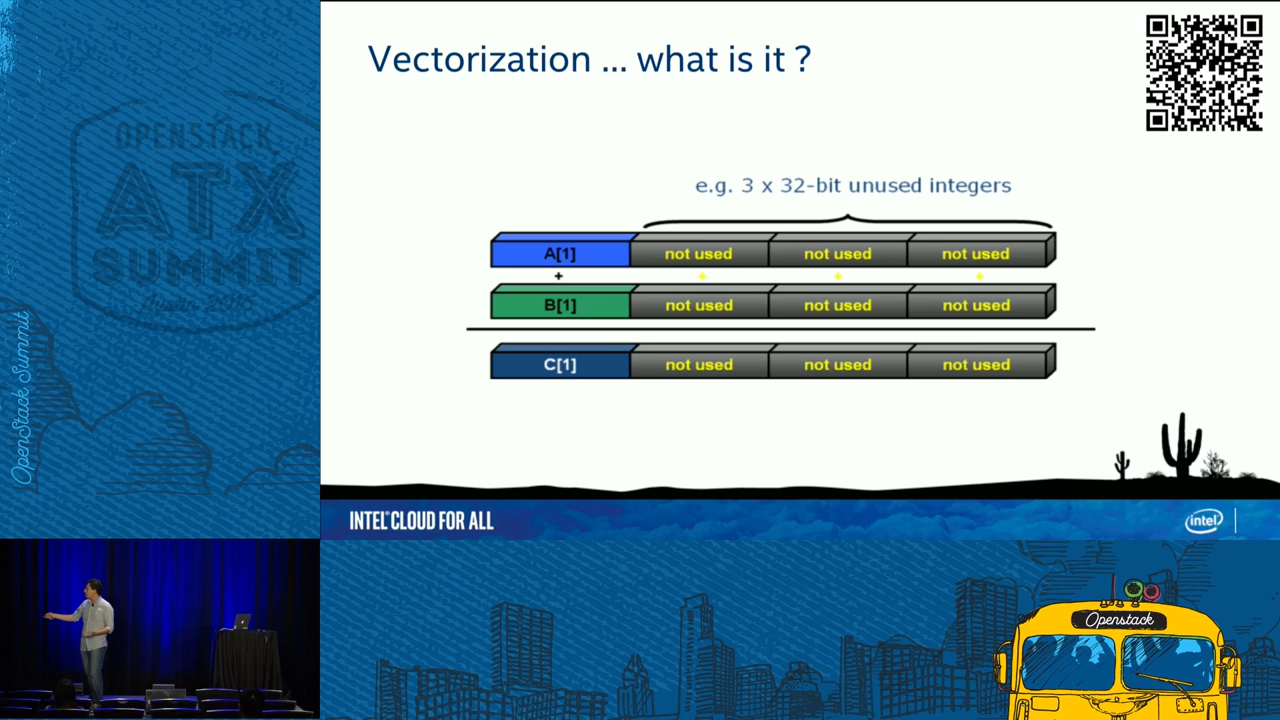 Vectorization ... what is it ?
e.g. 3 x 32-bit unused integers
A[1] not used not used not used
+ + + +
B[1] not used not used not used
C[1] not used not used not used
INTEL® CLOUD FOR ALL
intel
OPENSTACK
ATX
SUMMIT
OpenStack Summit
Openstack